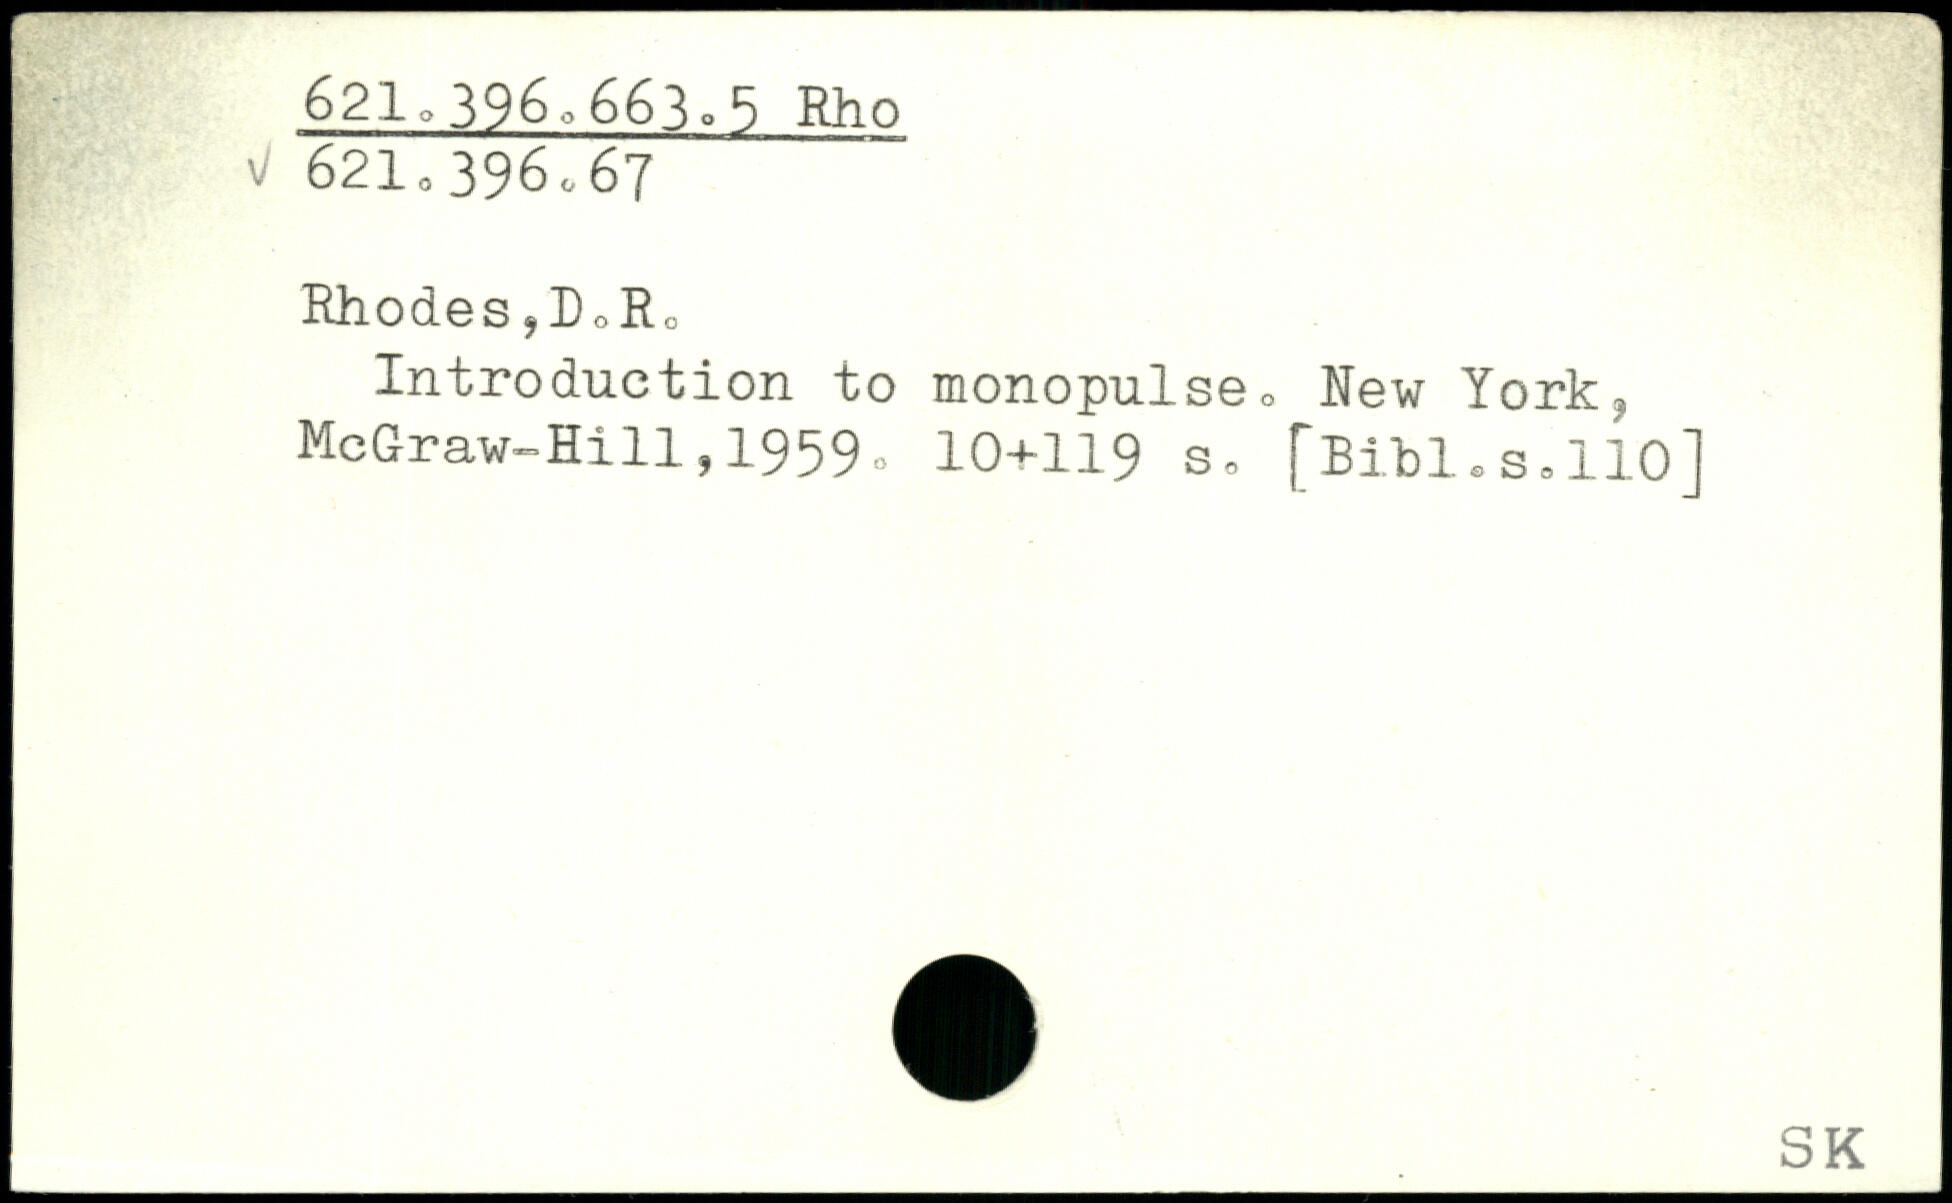 621.396.663.5 Rho
√ 621.396.67
Rhodes,D.R.
Introduction to monopulse. New York,
McGraw-Hill,1959. 10+119 s. [Bibl.s.110]
SK